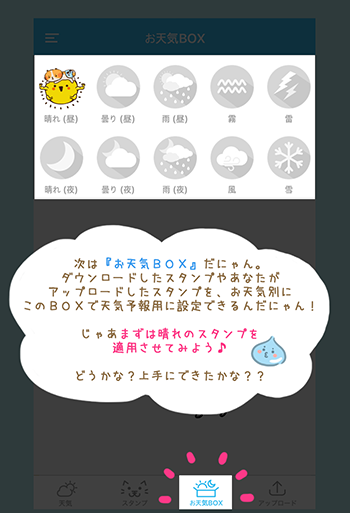 お天気BOX
晴れ (昼) 曇り (昼) 雨 (昼) 霧 雷
晴れ (夜) 曇り (夜) 雨 (夜) 風 雪
次は『お天気ＢＯＸ』だにゃん。
ダウンロードしたスタンプやあなたが
アップロードしたスタンプを、お天気別に
このＢＯＸで天気予報用に設定できるんだにゃん！
じゃあまずは晴れのスタンプを
適用させてみよう♪
どうかな？上手にできたかな？？
天気 スタンプ お天気BOX アップロード